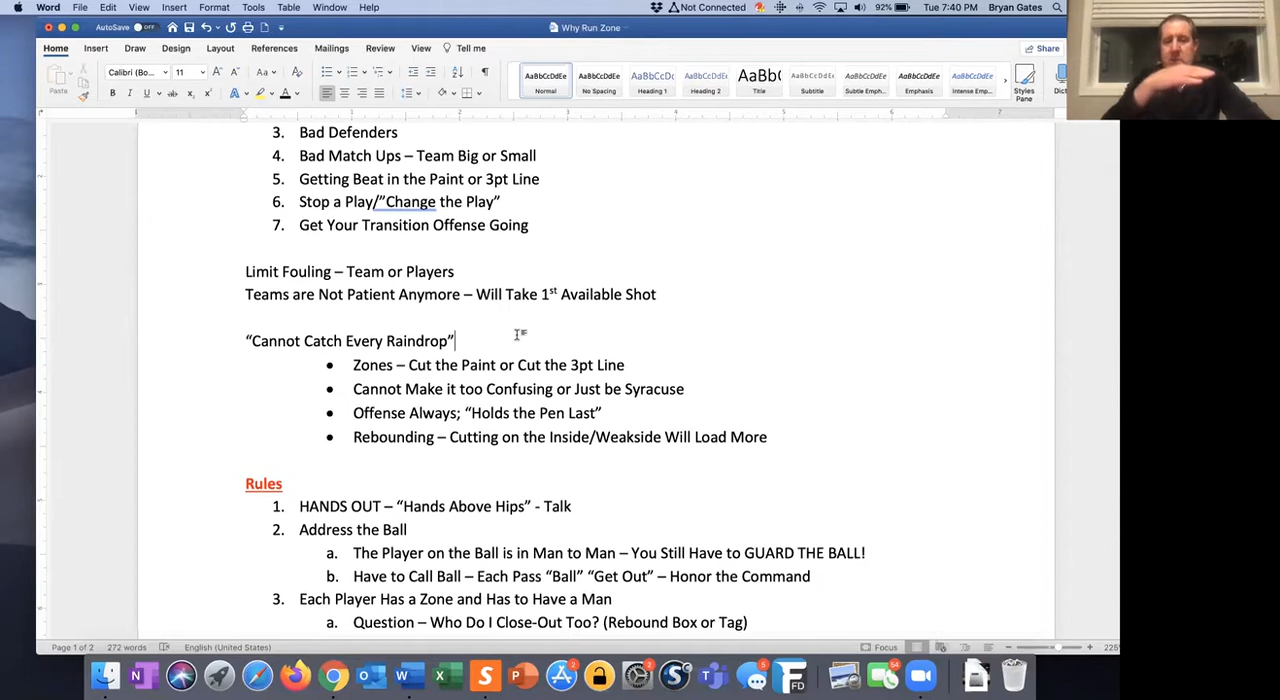 Word File Edit View Insert Format Tools Table Window Help Not Connected 92% Tue 7:40 PM Bryan Gates
AutoSave OFF Why Run Zone
Home Insert Draw Design Layout References Mailings Review View Tell me Share
Calibri (Bo... 11
Paste
AaBbCcDdEe AaBbCcDdEe AaBbCcDc AaBbCcDdEe AaBb( AaBbCcDdEe AaBbCcDdEe AaBbCcDdEe AaBbCcDdEe
Normal No Spacing Heading 1 Heading 2 Title Subtitle Subtle Emph... Emphasis Intense Emp...
Styles Pane
3. Bad Defenders
4. Bad Match Ups – Team Big or Small
5. Getting Beat in the Paint or 3pt Line
6. Stop a Play/”Change the Play”
7. Get Your Transition Offense Going
Limit Fouling – Team or Players
Teams are Not Patient Anymore – Will Take 1st Available Shot
“Cannot Catch Every Raindrop”
• Zones – Cut the Paint or Cut the 3pt Line
• Cannot Make it too Confusing or Just be Syracuse
• Offense Always; “Holds the Pen Last”
• Rebounding – Cutting on the Inside/Weakside Will Load More
Rules
1. HANDS OUT – “Hands Above Hips” - Talk
2. Address the Ball
a. The Player on the Ball is in Man to Man – You Still Have to GUARD THE BALL!
b. Have to Call Ball – Each Pass “Ball” “Get Out” – Honor the Command
3. Each Player Has a Zone and Has to Have a Man
a. Question – Who Do I Close-Out Too? (Rebound Box or Tag)
Page 1 of 2 272 words English (United States) Focus